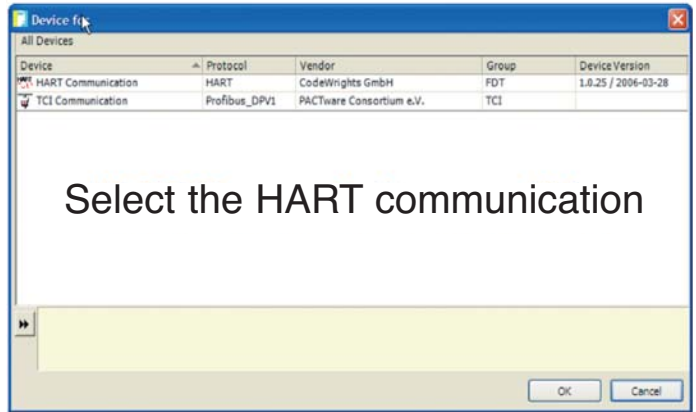 Device for
All Devices
Device Protocol Vendor Group Device Version
HART Communication HART CodeWrights GmbH FDT 1.0.25 / 2006-03-28
TCI Communication Profibus_DPV1 PACTware Consortium e.V. TCI
Select the HART communication
OK Cancel